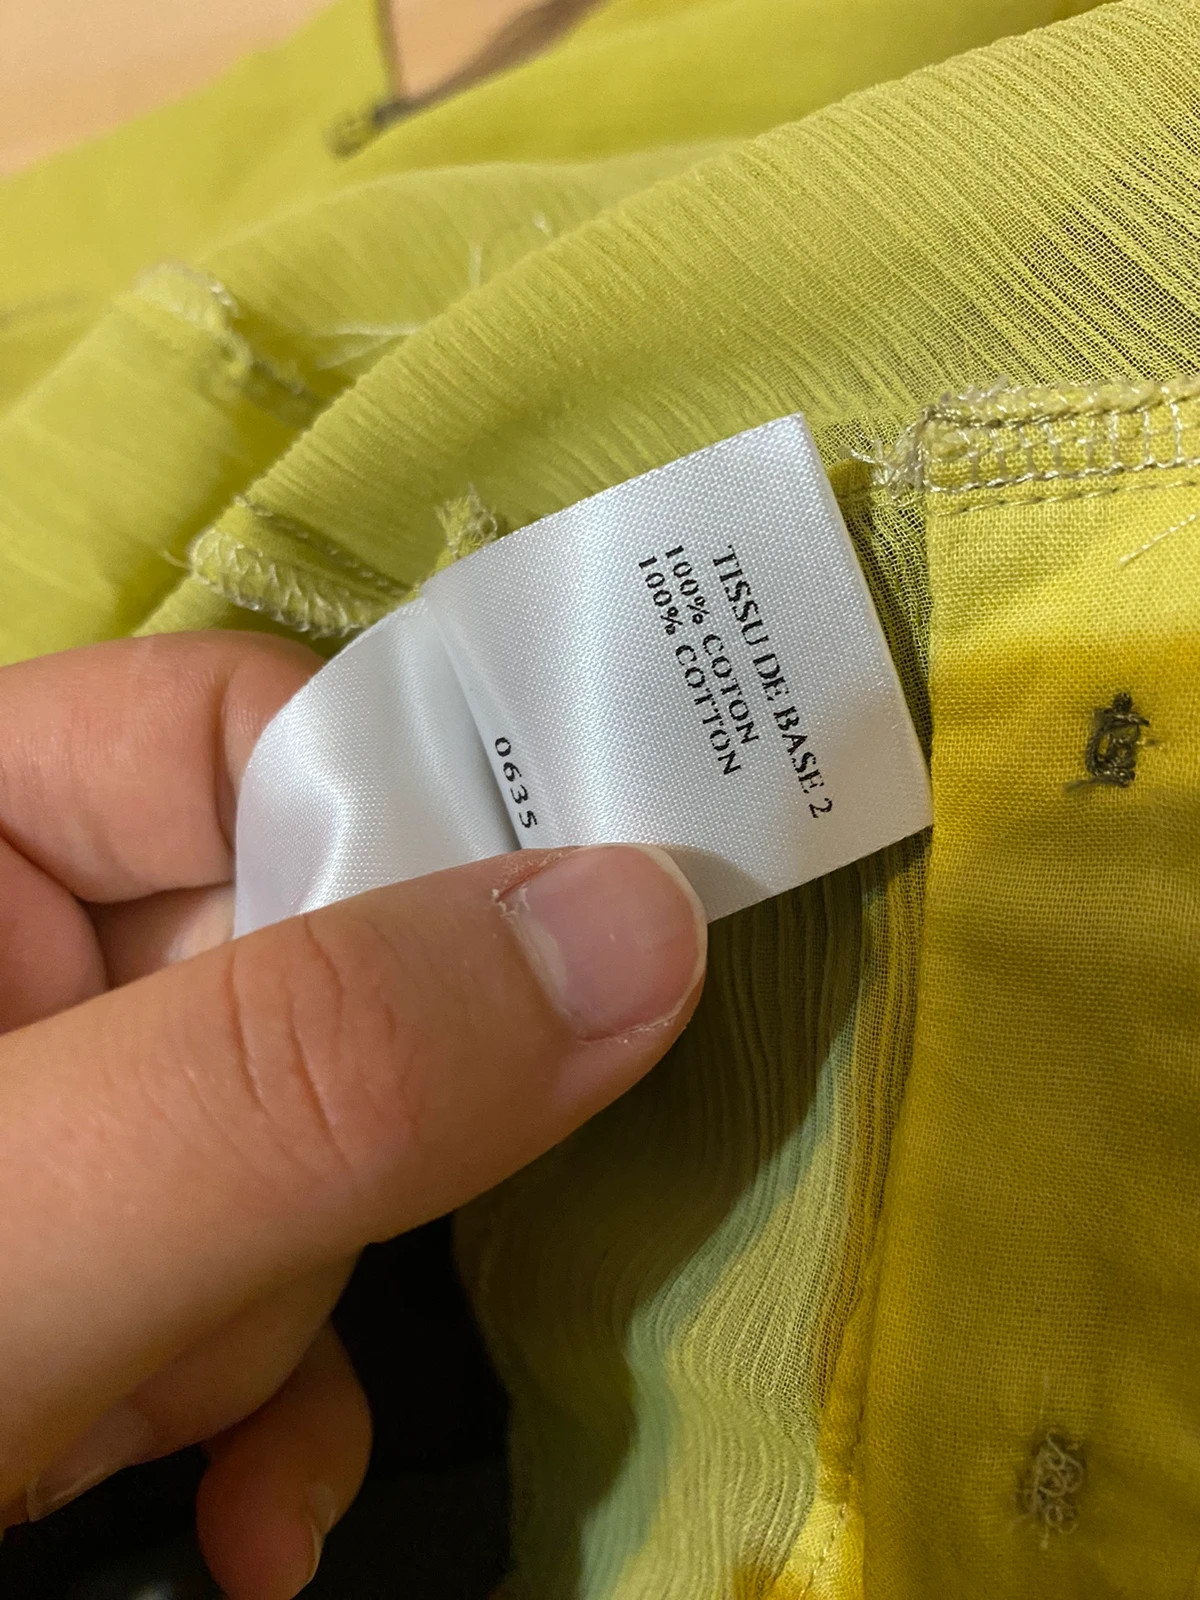 TISSU DE BASE 2
100% COTON
100% COTTON
0635